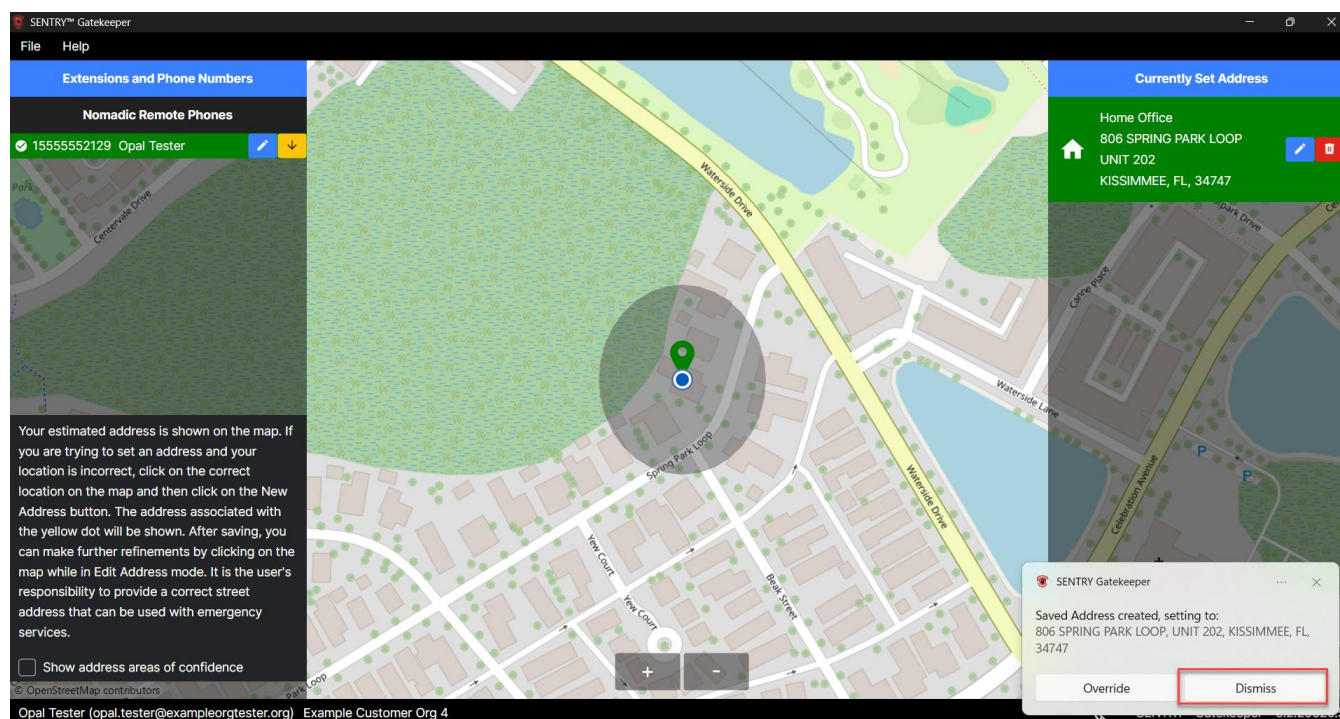 SENTRY™ Gatekeeper
File Help
Extensions and Phone Numbers
Nomadic Remote Phones
15555552129 Opal Tester
Park
Centervale Drive
Your estimated address is shown on the map. If
you are trying to set an address and your
location is incorrect, click on the correct
location on the map and then click on the New
Address button. The address associated with
the yellow dot will be shown. After saving, you
can make further refinements by clicking on the
map while in Edit Address mode. It is the user's
responsibility to provide a correct street
address that can be used with emergency
services.
Show address areas of confidence
© OpenStreetMap contributors
Park Loop
Waterside Drive
Spring Park Loop
Waterside Drive
Waterside Lane
Yew Court
Yew Court
Beak Street
+
-
Currently Set Address
Home Office
806 SPRING PARK LOOP
UNIT 202
KISSIMMEE, FL, 34747
Canne Place
Celebration Avenue
P
P
SENTRY Gatekeeper
Saved Address created, setting to:
806 SPRING PARK LOOP, UNIT 202, KISSIMMEE, FL,
34747
Override
Dismiss
Opal Tester (opal.tester@exampleorgtester.org) Example Customer Org 4